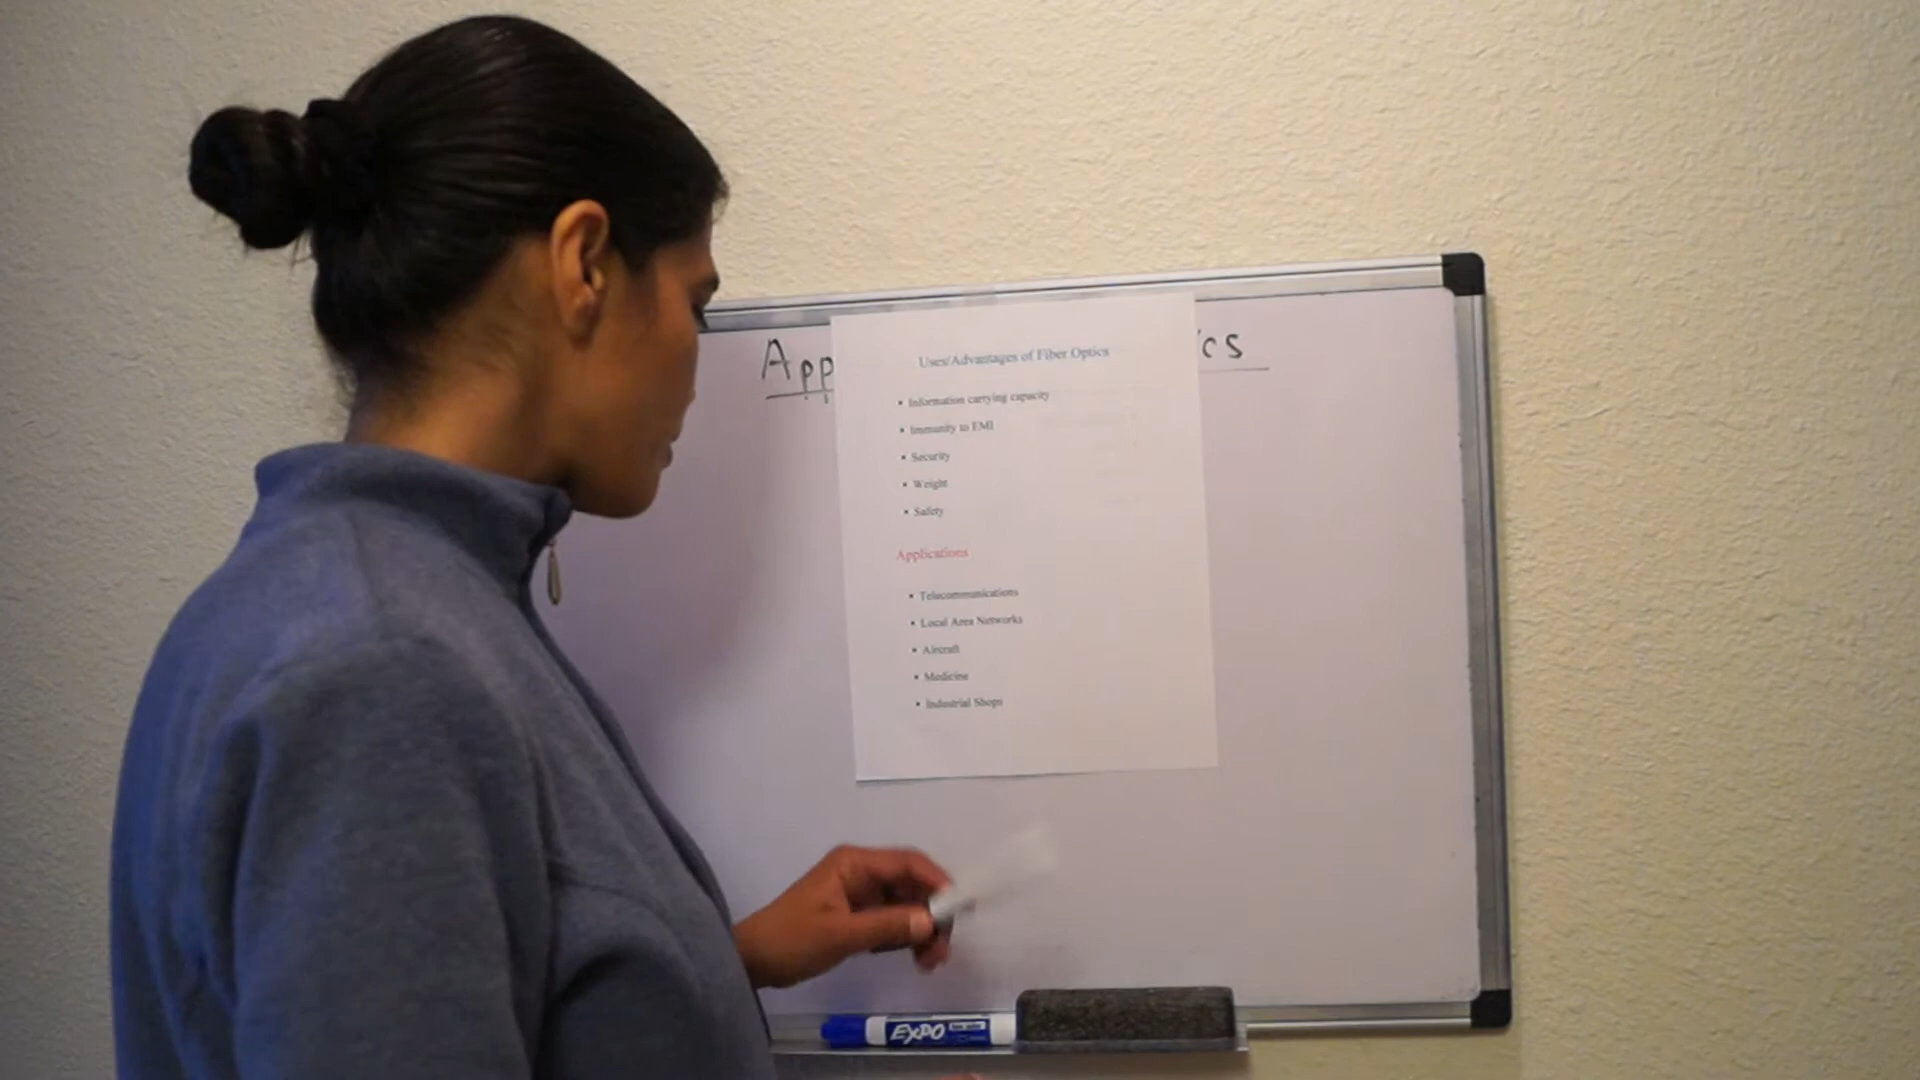 App
cs
Uses/Advantages of Fiber Optics
• Information carrying capacity
• Immunity to EMI
• Security
• Weight
• Safety
Applications
• Telecommunications
• Local Area Networks
• Aircraft
• Medicine
• Industrial Shops
EXPO